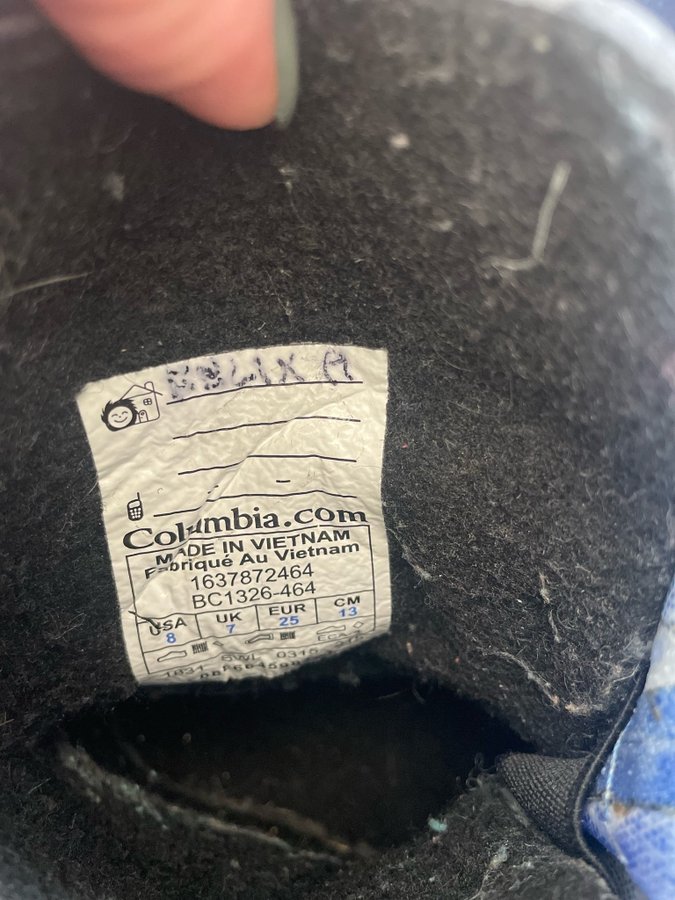 Columbia.com
MADE IN VIETNAM
Fabriqué Au Vietnam
1637872464
BC1326-464
USA UK EUR CM
8 7 25 13